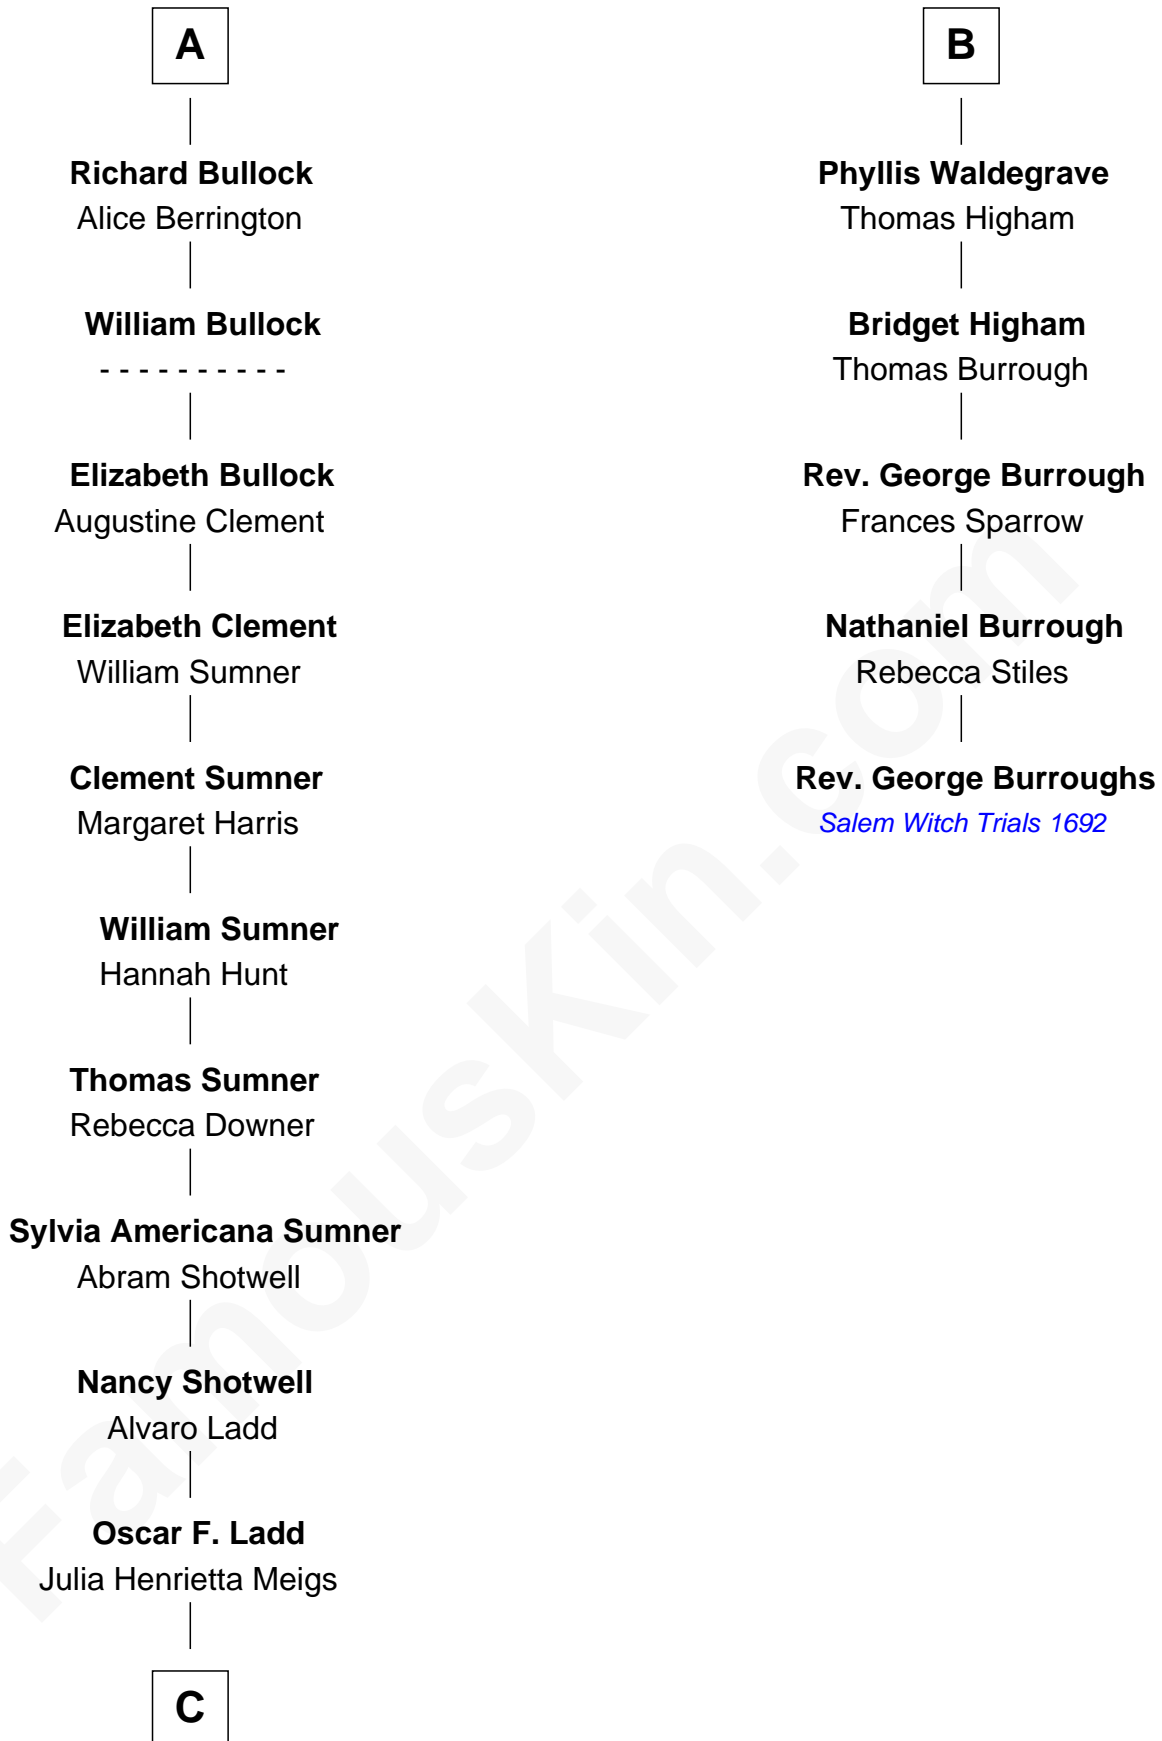 A
Richard Bullock
Alice Berrington
William Bullock
- - - - - - - - - -
Elizabeth Bullock
Augustine Clement
Elizabeth Clement
William Sumner
Clement Sumner
Margaret Harris
William Sumner
Hannah Hunt
Thomas Sumner
Rebecca Downer
Sylvia Americana Sumner
Abram Shotwell
Nancy Shotwell
Alvaro Ladd
Oscar F. Ladd
Julia Henrietta Meigs
C
B
Phyllis Waldegrave
Thomas Higham
Bridget Higham
Thomas Burrough
Rev. George Burrough
Frances Sparrow
Nathaniel Burrough
Rebecca Stiles
Rev. George Burroughs
Salem Witch Trials 1692
FamousKin.com